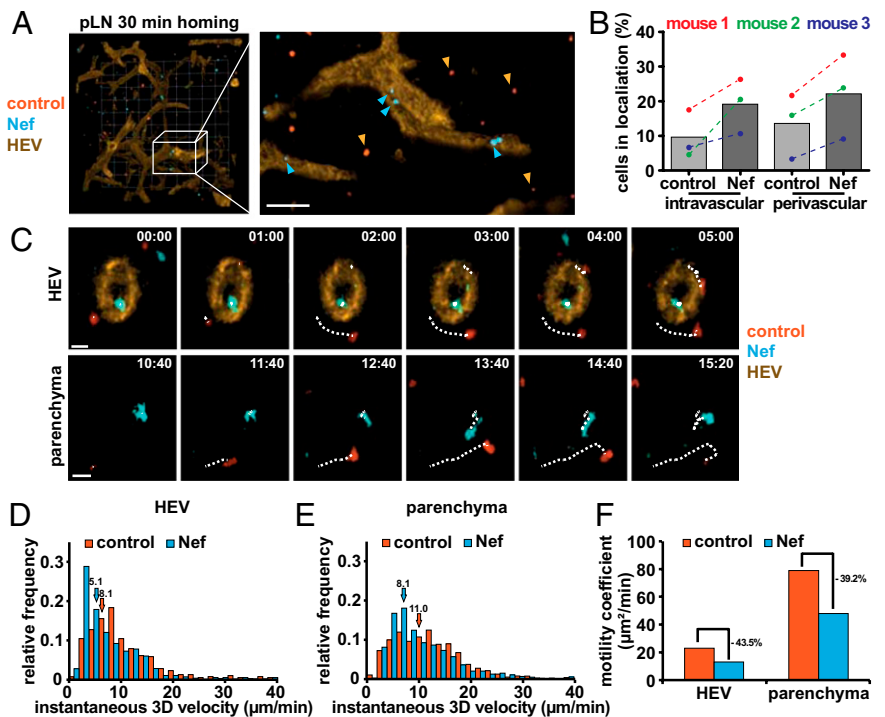 A
pLN 30 min homing
control
Nef
HEV
B
mouse 1 mouse 2 mouse 3
cells in localiation (%)
40
30
20
10
0
control Nef control Nef
intravascular perivascular
C
HEV
00:00 01:00 02:00 03:00 04:00 05:00
parenchyma
10:40 11:40 12:40 13:40 14:40 15:20
control
Nef
HEV
D
HEV
control Nef
relative frequency
0.3
0.2
0.1
0
5.1
8.1
0 10 20 30 40
instantaneous 3D velocity (µm/min)
E
parenchyma
control Nef
relative frequency
0.3
0.2
0.1
0
8.1
11.0
0 10 20 30 40
instantaneous 3D velocity (µm/min)
F
control Nef
motility coefficient
(µm²/min)
100
80
60
40
20
0
- 43.5%
- 39.2%
HEV parenchyma